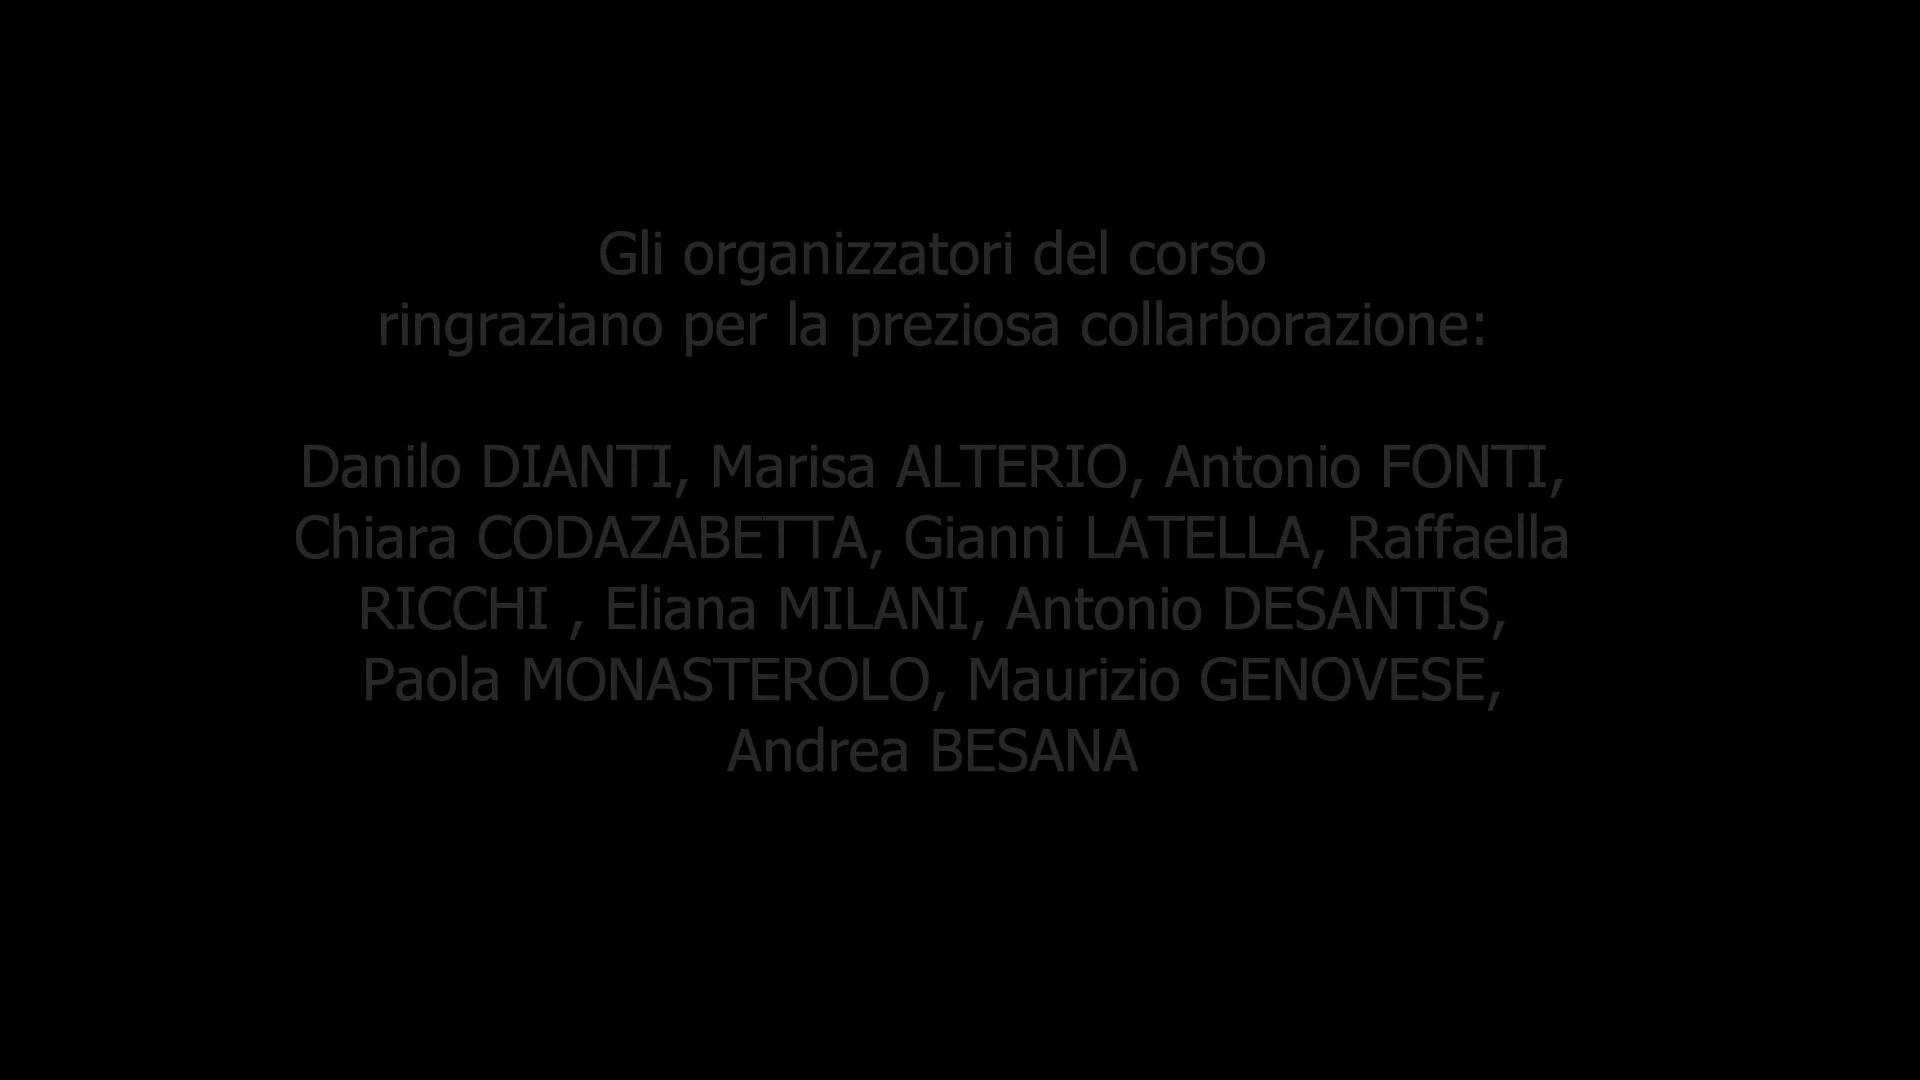 Gli organizzatori del corso
ringraziano per la preziosa collarborazione:
Danilo DIANTI, Marisa ALTERIO, Antonio FONTI,
Chiara CODAZABETTA, Gianni LATELLA, Raffaella
RICCHI , Eliana MILANI, Antonio DESANTIS,
Paola MONASTEROLO, Maurizio GENOVESE,
Andrea BESANA